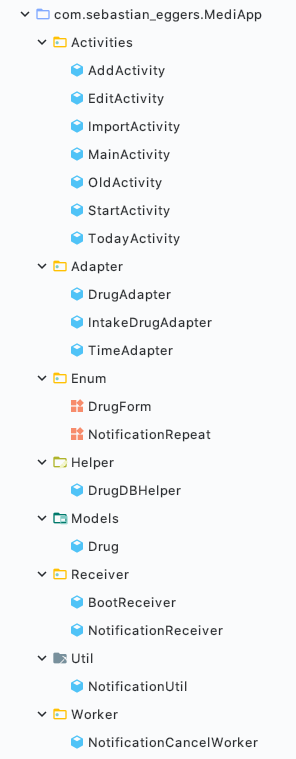 com.sebastian_eggers.MediApp
Activities
AddActivity
EditActivity
ImportActivity
MainActivity
OldActivity
StartActivity
TodayActivity
Adapter
DrugAdapter
IntakeDrugAdapter
TimeAdapter
Enum
DrugForm
NotificationRepeat
Helper
DrugDBHelper
Models
Drug
Receiver
BootReceiver
NotificationReceiver
Util
NotificationUtil
Worker
NotificationCancelWorker